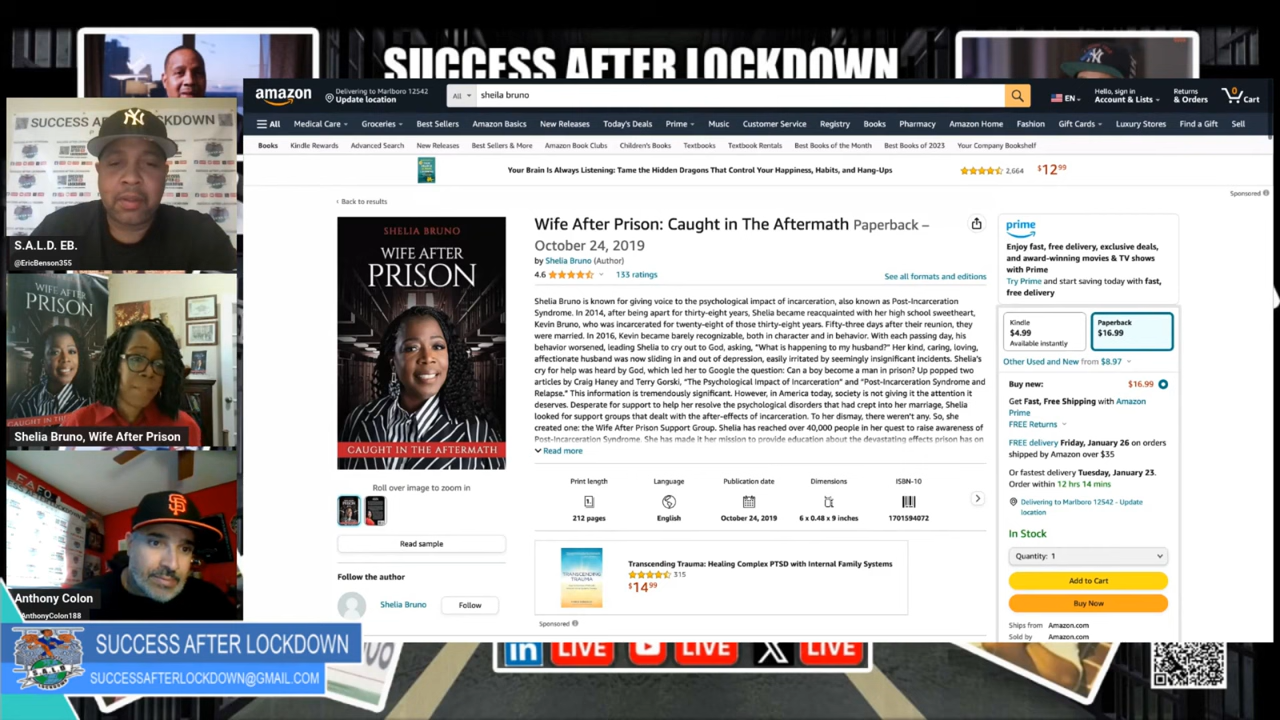 SUCCESS AFTER LOCKDOWN
SUCCESS AFTER LOCKDOWN
S.A.L.D. EB.
@EricBenson355
WIFE AFTER
PRISON
Shelia Bruno, Wife After Prison
Anthony Colon
AnthonyColon188
SUCCESS AFTER LOCKDOWN
SUCCESSAFTERLOCKDOWN@GMAIL.COM
amazon
Delivering to Marlboro 12542
Update location
All
sheila bruno
EN
Hello, sign in
Account & Lists
Returns
& Orders
0
Cart
All
Medical Care
Groceries
Best Sellers
Amazon Basics
New Releases
Today's Deals
Prime
Music
Customer Service
Registry
Books
Pharmacy
Amazon Home
Fashion
Gift Cards
Luxury Stores
Find a Gift
Sell
Books
Kindle Rewards
Advanced Search
New Releases
Best Sellers & More
Amazon Book Clubs
Children's Books
Textbooks
Textbook Rentals
Best Books of the Month
Best Books of 2023
Your Company Bookshelf
Your Brain Is Always Listening: Tame the Hidden Dragons That Control Your Happiness, Habits, and Hang-Ups
2,664
$12.99
Sponsored
Back to results
SHELIA BRUNO
WIFE AFTER
PRISON
CAUGHT IN THE AFTERMATH
Roll over image to zoom in
Read sample
Follow the author
Shelia Bruno
Follow
Wife After Prison: Caught in The Aftermath Paperback –
October 24, 2019
by Shelia Bruno (Author)
4.6
133 ratings
See all formats and editions
Shelia Bruno is known for giving voice to the psychological impact of incarceration, also known as Post-Incarceration
Syndrome. In 2014, after being apart for thirty-eight years, Shelia became reacquainted with her high school sweetheart,
Kevin Bruno, who was incarcerated for twenty-eight of those thirty-eight years. Fifty-three days after their reunion, they
were married. In 2016, Kevin became barely recognizable, both in character and in behavior. With each passing day, his
behavior worsened, leading Shelia to cry out to God, asking, "What is happening to my husband?" Her kind, caring, loving,
affectionate husband was now sliding in and out of depression, easily irritated by seemingly insignificant incidents. Shelia's
cry for help was heard by God, which led her to Google the question: Can a boy become a man in prison? Up popped two
articles by Craig Haney and Terry Gorski, "The Psychological Impact of Incarceration" and "Post-Incarceration Syndrome and
Relapse." This information is tremendously significant. However, in America today, society is not giving it the attention it
deserves. Desperate for support to help her resolve the psychological disorders that had crept into her marriage, Shelia
looked for support groups that dealt with the after-effects of incarceration. To her dismay, there weren't any. So, she
created one: the Wife After Prison Support Group. Shelia has reached over 40,000 people in her quest to raise awareness of
Post-Incarceration Syndrome. She has made it her mission to provide education about the devastating effects prison has on
Read more
Print length
Language
Publication date
Dimensions
ISBN-10
212 pages
English
October 24, 2019
6 x 0.48 x 9 inches
1701594072
TRANSCENDING
TRAUMA
Transcending Trauma: Healing Complex PTSD with Internal Family Systems
315
$14.99
Sponsored
prime
Enjoy fast, free delivery, exclusive deals,
and award-winning movies & TV shows
with Prime
Try Prime and start saving today with fast,
free delivery
Kindle
$4.99
Available instantly
Paperback
$16.99
Other Used and New from $8.97
Buy new:
$16.99
Get Fast, Free Shipping with Amazon
Prime
FREE Returns
FREE delivery Friday, January 26 on orders
shipped by Amazon over $35
Or fastest delivery Tuesday, January 23.
Order within 12 hrs 14 mins
Delivering to Marlboro 12542 - Update
location
In Stock
Quantity: 1
Add to Cart
Buy Now
Ships from Amazon.com
Sold by Amazon.com
in LIVE
LIVE
X LIVE